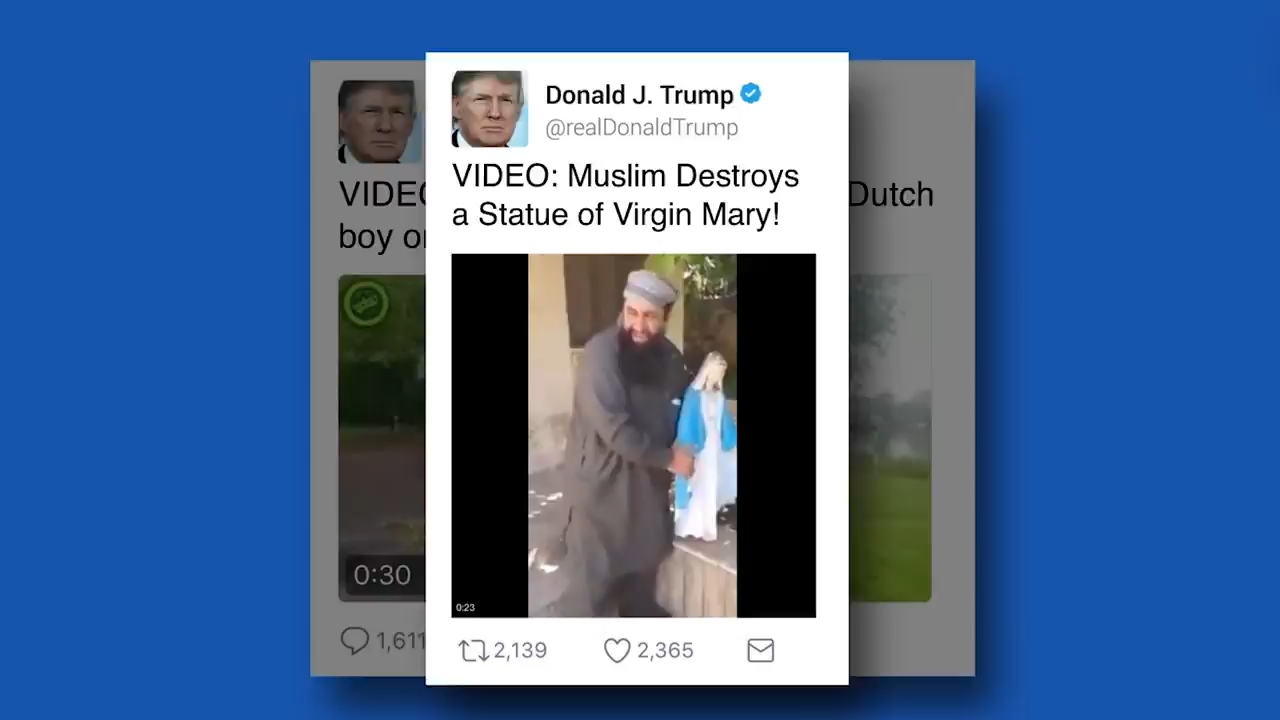 Donald J. Trump
@realDonaldTrump
VIDEO: Muslim Destroys
a Statue of Virgin Mary!
0:23
2,139
2,365
Dutch
boy
0:30
1,611